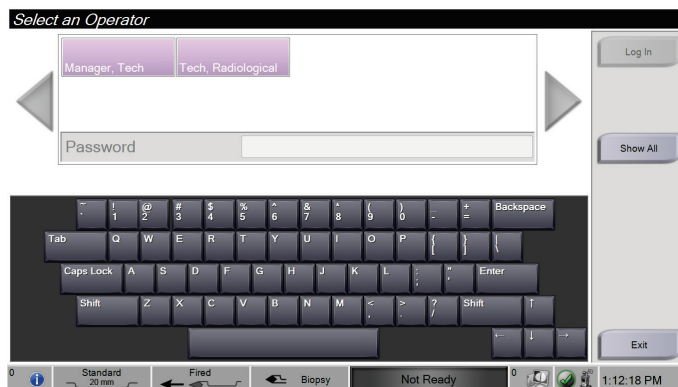 Select an Operator
Manager, Tech Tech, Radiological
Log In
Password
Show All
~ ! @ # $ % ^ & * ( ) _ + Backspace
` 1 2 3 4 5 6 7 8 9 0 - =
Tab Q W E R T Y U I O P { } |
[ ] \
Caps Lock A S D F G H J K L : " Enter
; '
Shift Z X C V B N M < > ? Shift ↑
, . /
← ↓ →
Exit
0 Standard Fired Biopsy Not Ready 0 1:12:18 PM
20 mm